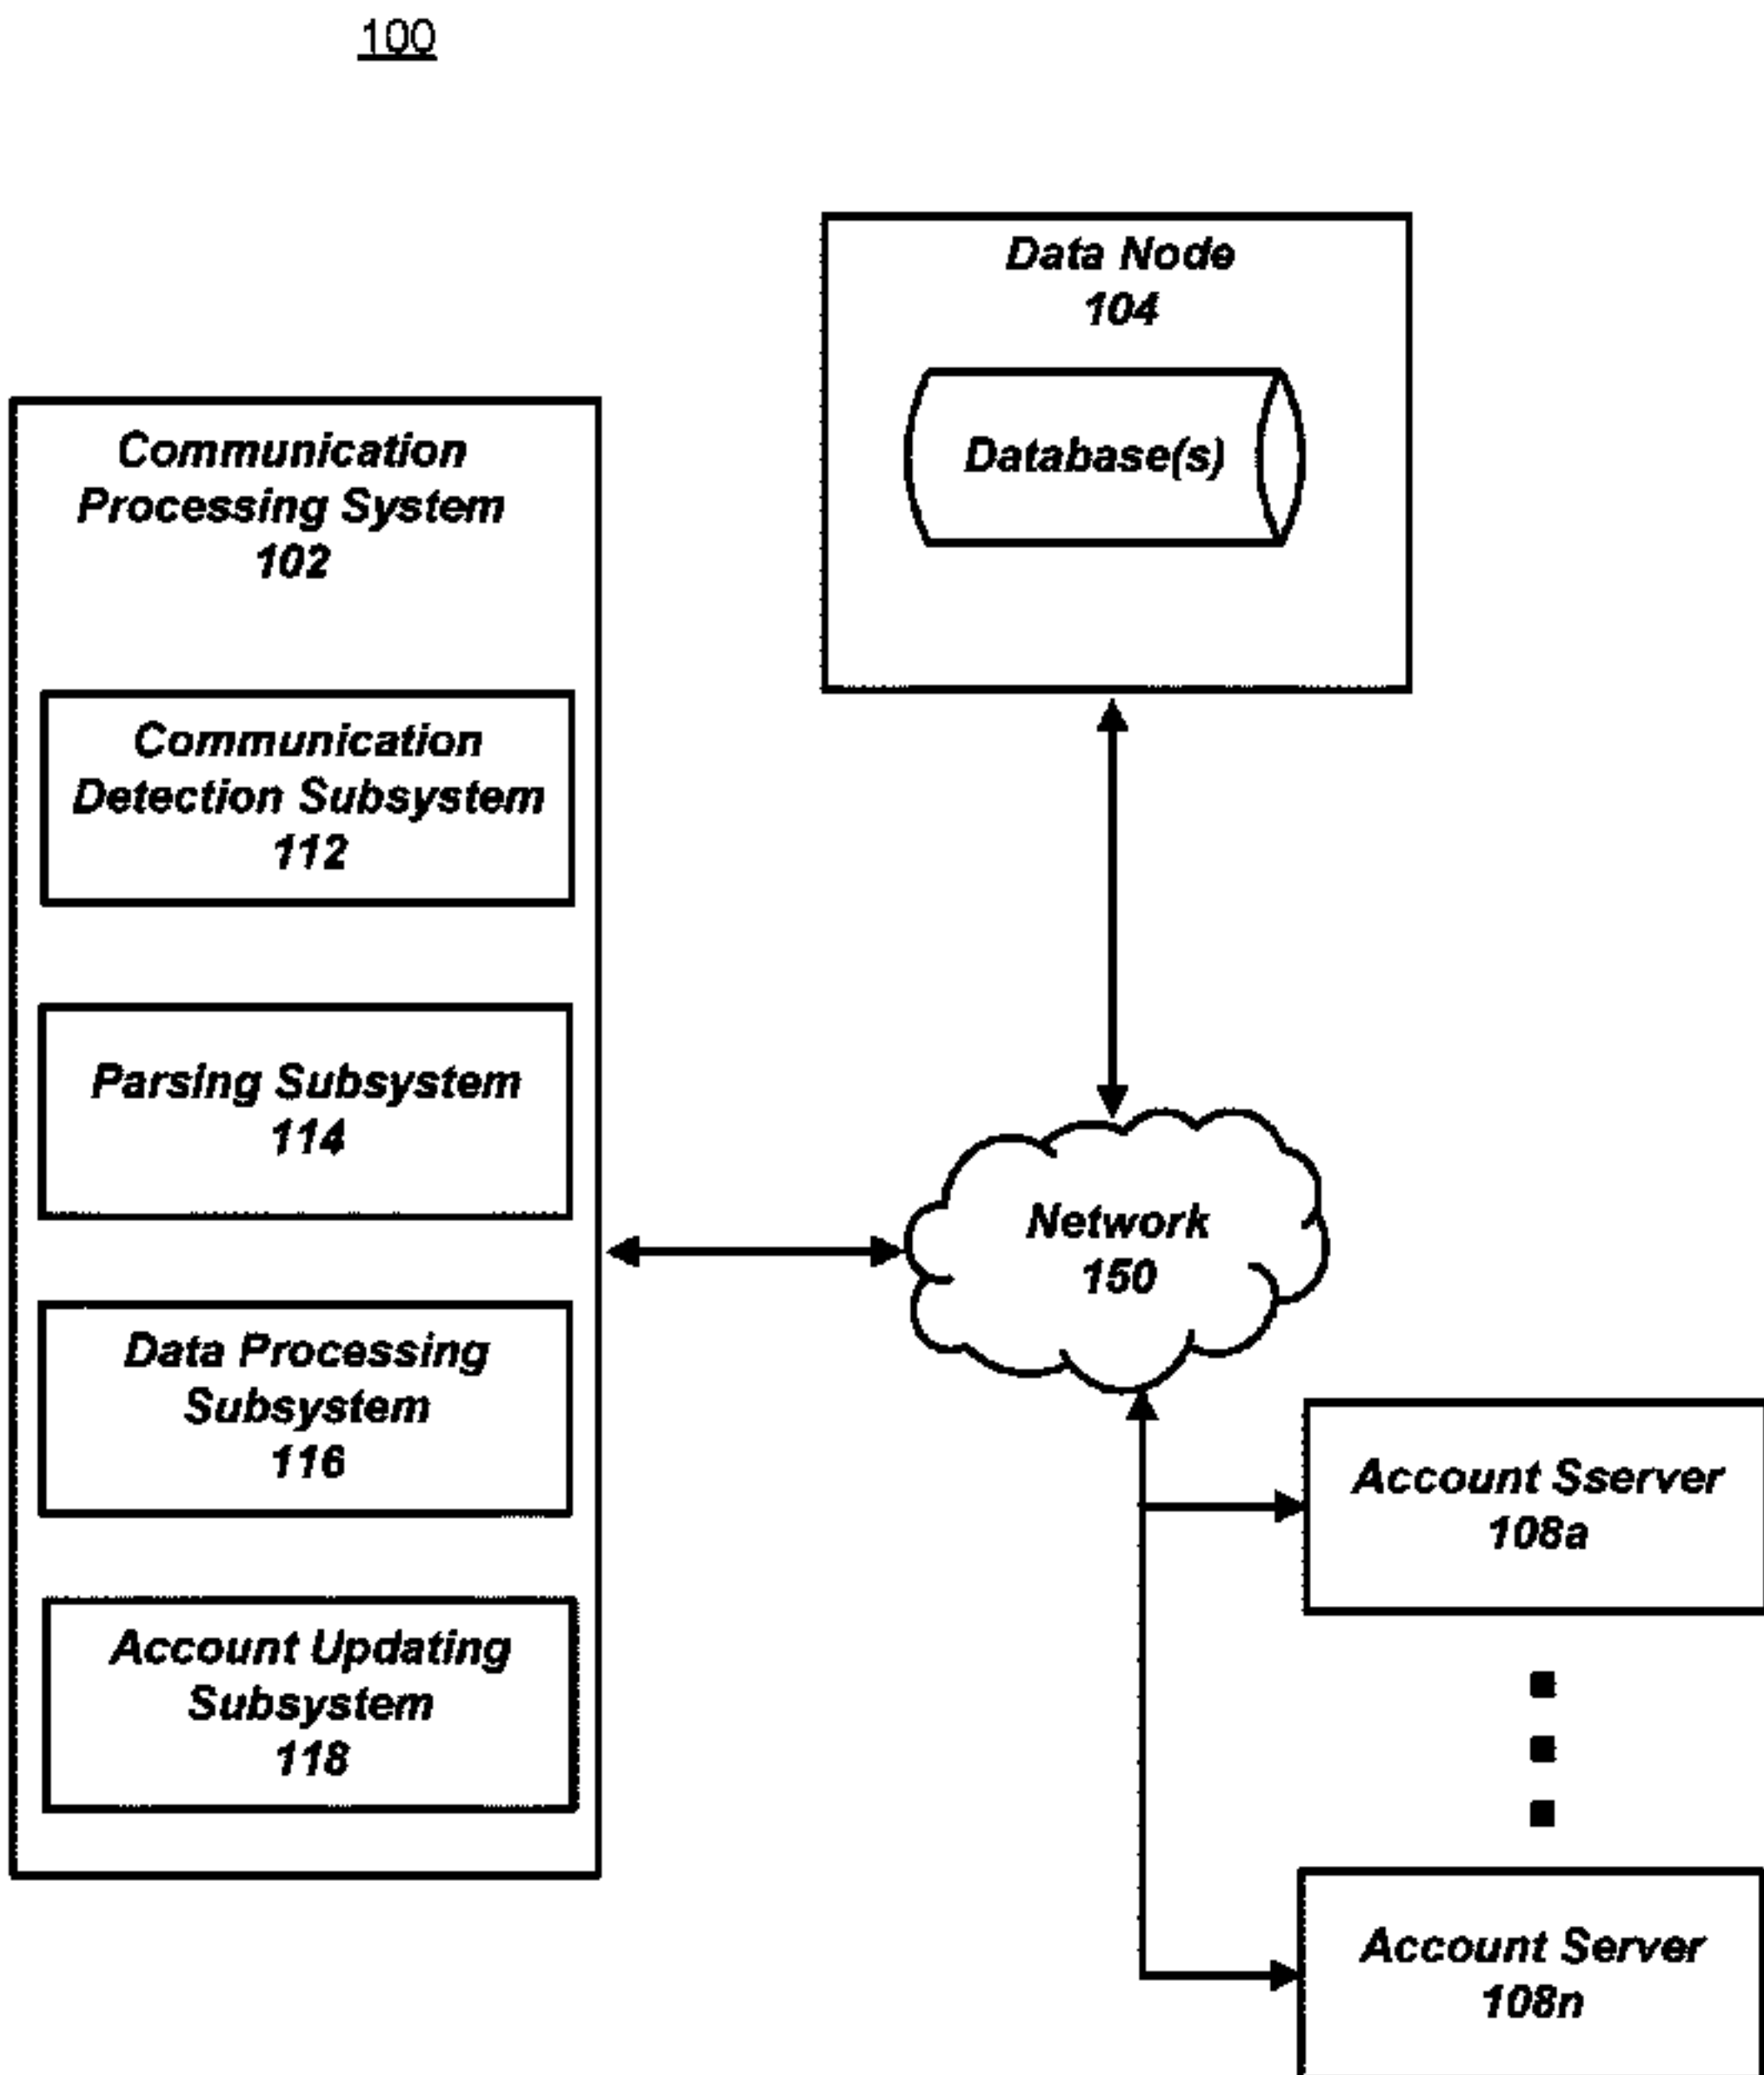 100
Data Node
104
Database(s)
Communication
Processing System
102
Communication
Detection Subsystem
112
Parsing Subsystem
114
Data Processing
Subsystem
116
Account Updating
Subsystem
118
Network
150
Account Sserver
108a
Account Server
108n